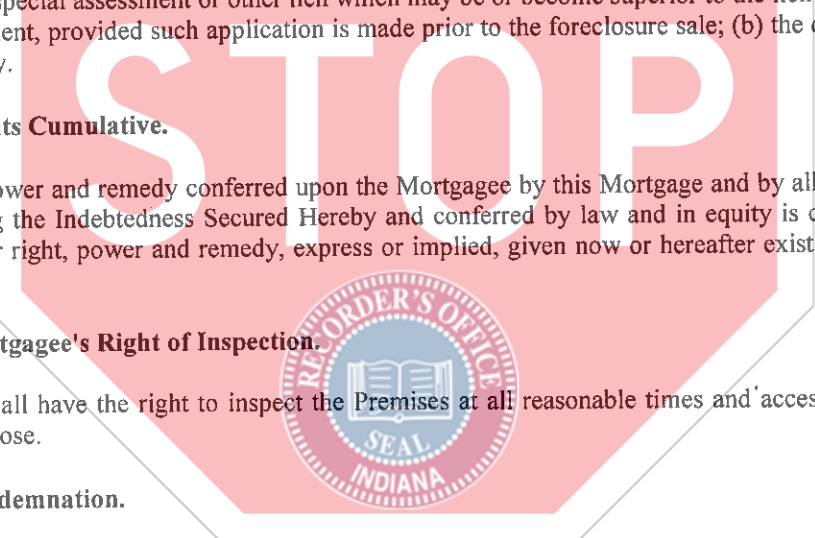 special assessment or other lien which may be or become superior to the lien
ent, provided such application is made prior to the foreclosure sale; (b) the
y.
STOP
ts Cumulative.
ower and remedy conferred upon the Mortgagee by this Mortgage and by all
g the Indebtedness Secured Hereby and conferred by law and in equity is
r right, power and remedy, express or implied, given now or hereafter exist
RECORDER'S OFFICE
tgagee's Right of Inspection.
all have the right to inspect the Premises at all reasonable times and acces
ose.
SEAL
INDIANA
demnation.